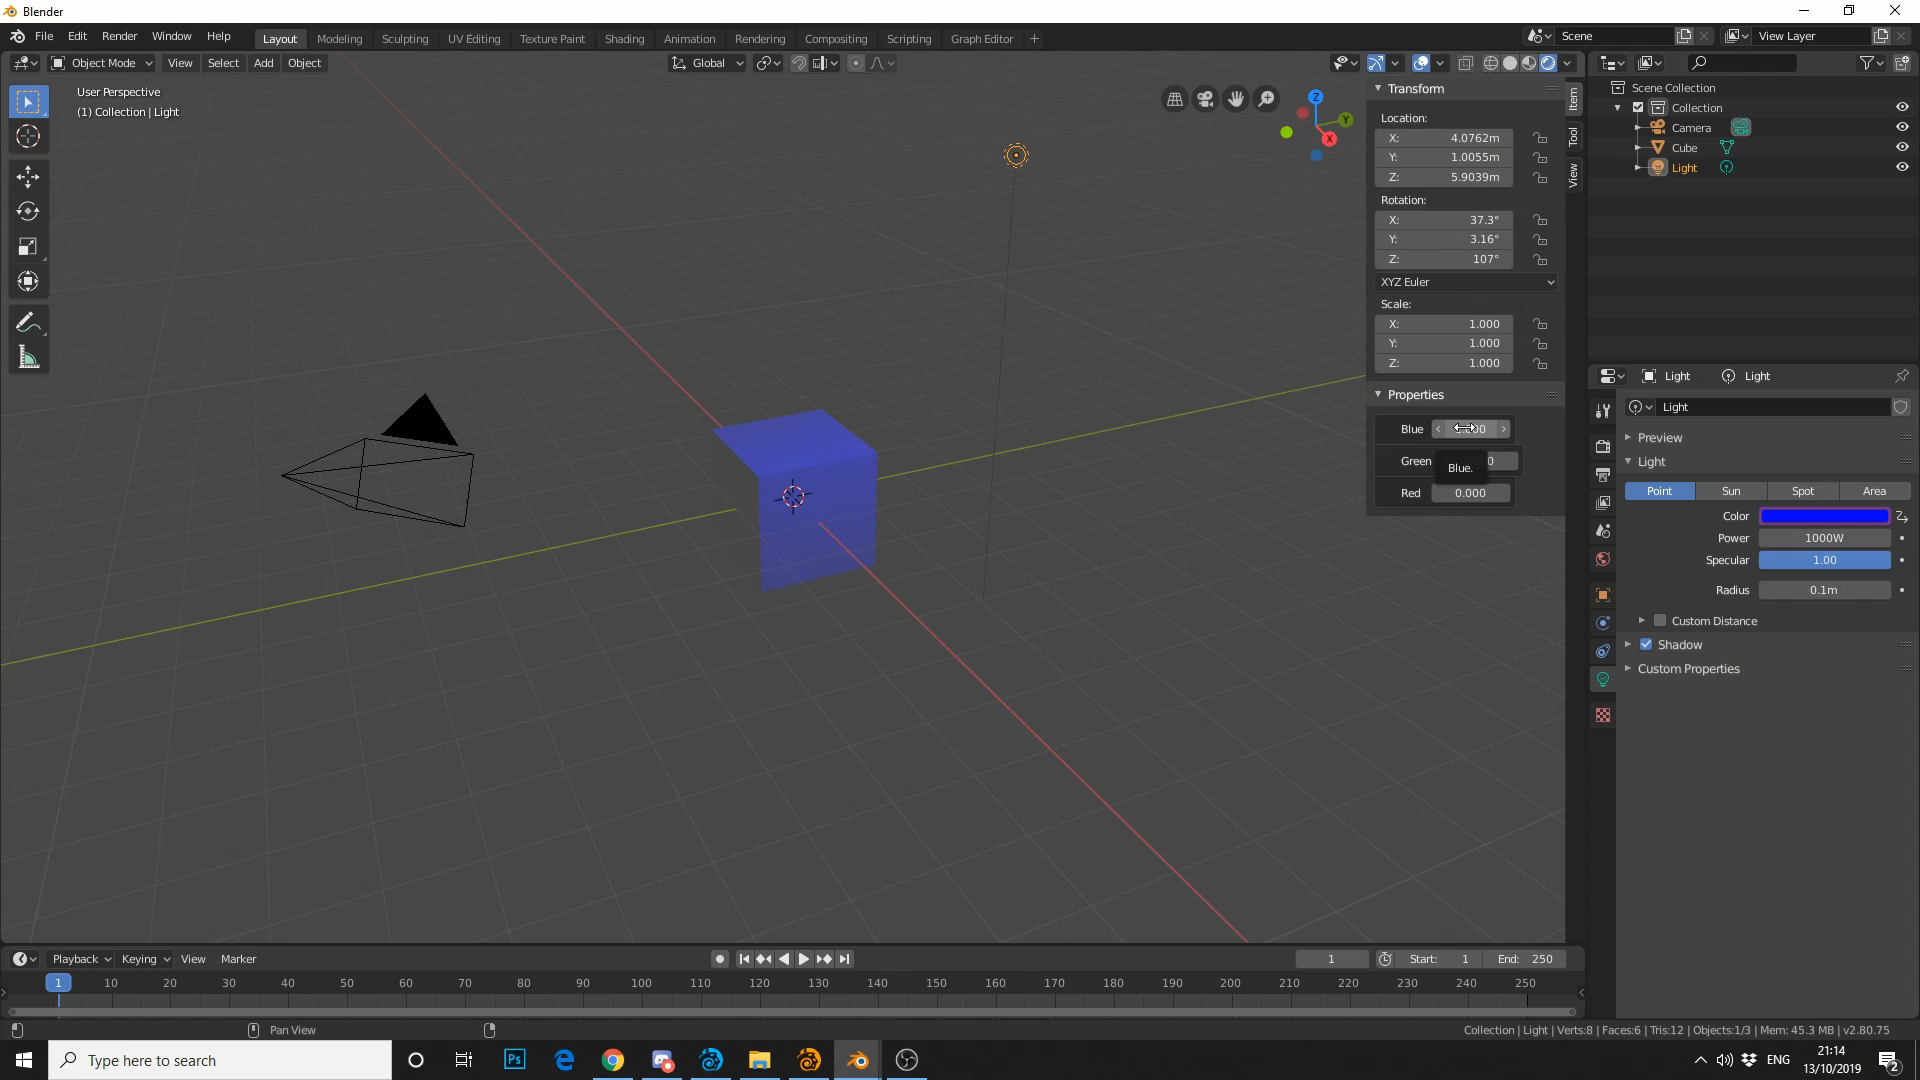 Blender
File Edit Render Window Help
Layout Modeling Sculpting UV Editing Texture Paint Shading Animation Rendering Compositing Scripting Graph Editor +
Scene
View Layer
Object Mode View Select Add Object
Global
User Perspective
(1) Collection | Light
Z
Y
X
Transform
Location:
X: 4.0762m
Y: 1.0055m
Z: 5.9039m
Rotation:
X: 37.3°
Y: 3.16°
Z: 107°
XYZ Euler
Scale:
X: 1.000
Y: 1.000
Z: 1.000
Properties
Blue
Green
Blue.
Red 0.000
Item
Tool
View
Scene Collection
Collection
Camera
Cube
Light
Light Light
Light
Preview
Light
Point Sun Spot Area
Color
Power 1000W
Specular 1.00
Radius 0.1m
Custom Distance
Shadow
Custom Properties
Playback Keying View Marker
1
Start: 1
End: 250
1 10 20 30 40 50 60 70 80 90 100 110 120 130 140 150 160 170 180 190 200 210 220 230 240 250
Pan View
Collection | Light | Verts:8 | Faces:6 | Tris:12 | Objects:1/3 | Mem: 45.3 MB | v2.80.75
Type here to search
Ps
ENG
21:14
13/10/2019
2